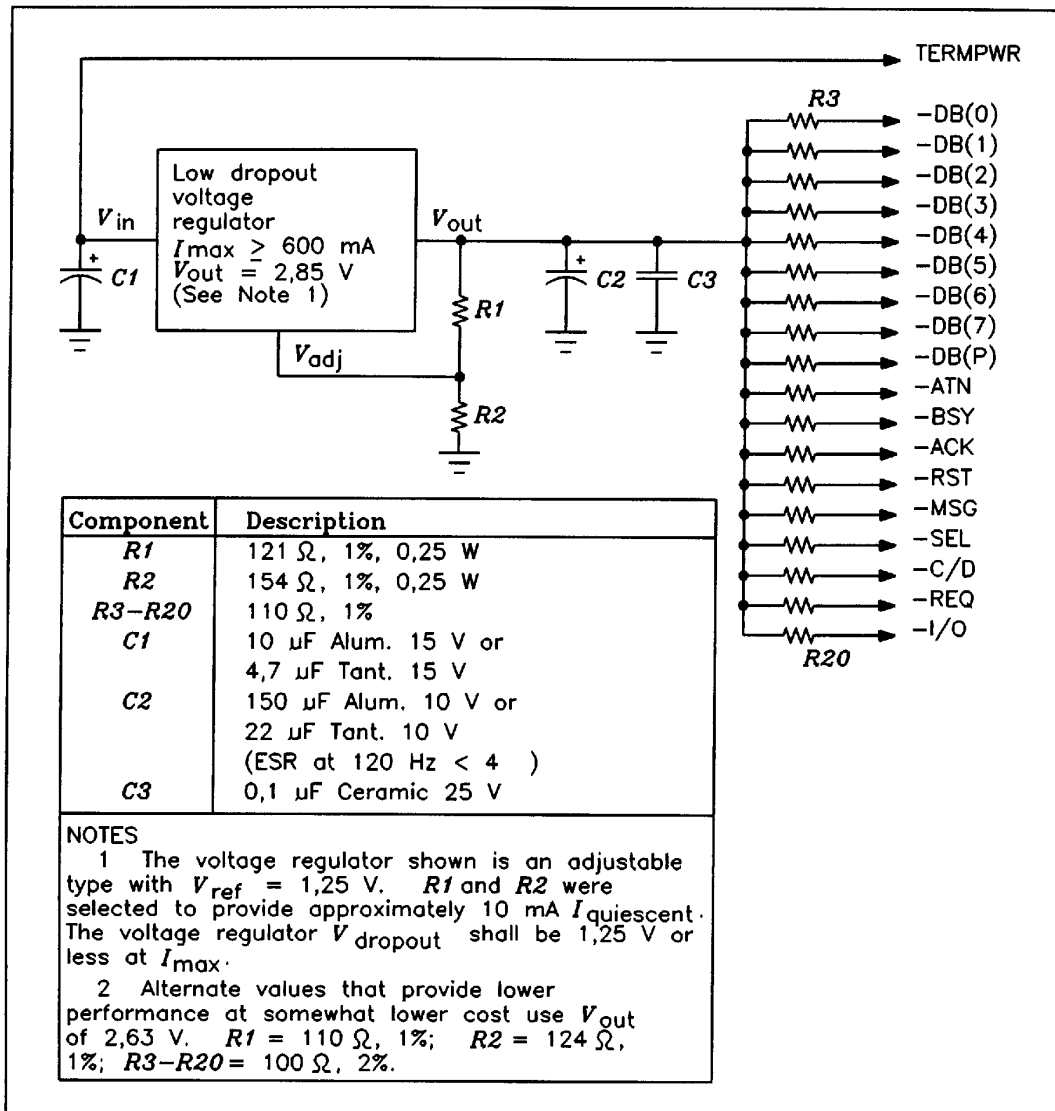 TERMPWR
R3
-DB(0)
-DB(1)
-DB(2)
-DB(3)
-DB(4)
-DB(5)
-DB(6)
-DB(7)
-DB(P)
-ATN
-BSY
-ACK
-RST
-MSG
-SEL
-C/D
-REQ
-I/O
R20
Vin
Low dropout
voltage
regulator
Imax ≥ 600 mA
Vout = 2,85 V
(See Note 1)
Vout
+
C1
+
C2
C3
R1
Vadj
R2
Component Description
R1 121 Ω, 1%, 0,25 W
R2 154 Ω, 1%, 0,25 W
R3-R20 110 Ω, 1%
C1 10 µF Alum. 15 V or
4,7 µF Tant. 15 V
C2 150 µF Alum. 10 V or
22 µF Tant. 10 V
(ESR at 120 Hz < 4 )
C3 0,1 µF Ceramic 25 V
NOTES
1 The voltage regulator shown is an adjustable
type with Vref = 1,25 V. R1 and R2 were
selected to provide approximately 10 mA Iquiescent.
The voltage regulator Vdropout shall be 1,25 V or
less at Imax.
2 Alternate values that provide lower
performance at somewhat lower cost use Vout
of 2,63 V. R1 = 110 Ω, 1%; R2 = 124 Ω,
1%; R3-R20 = 100 Ω, 2%.